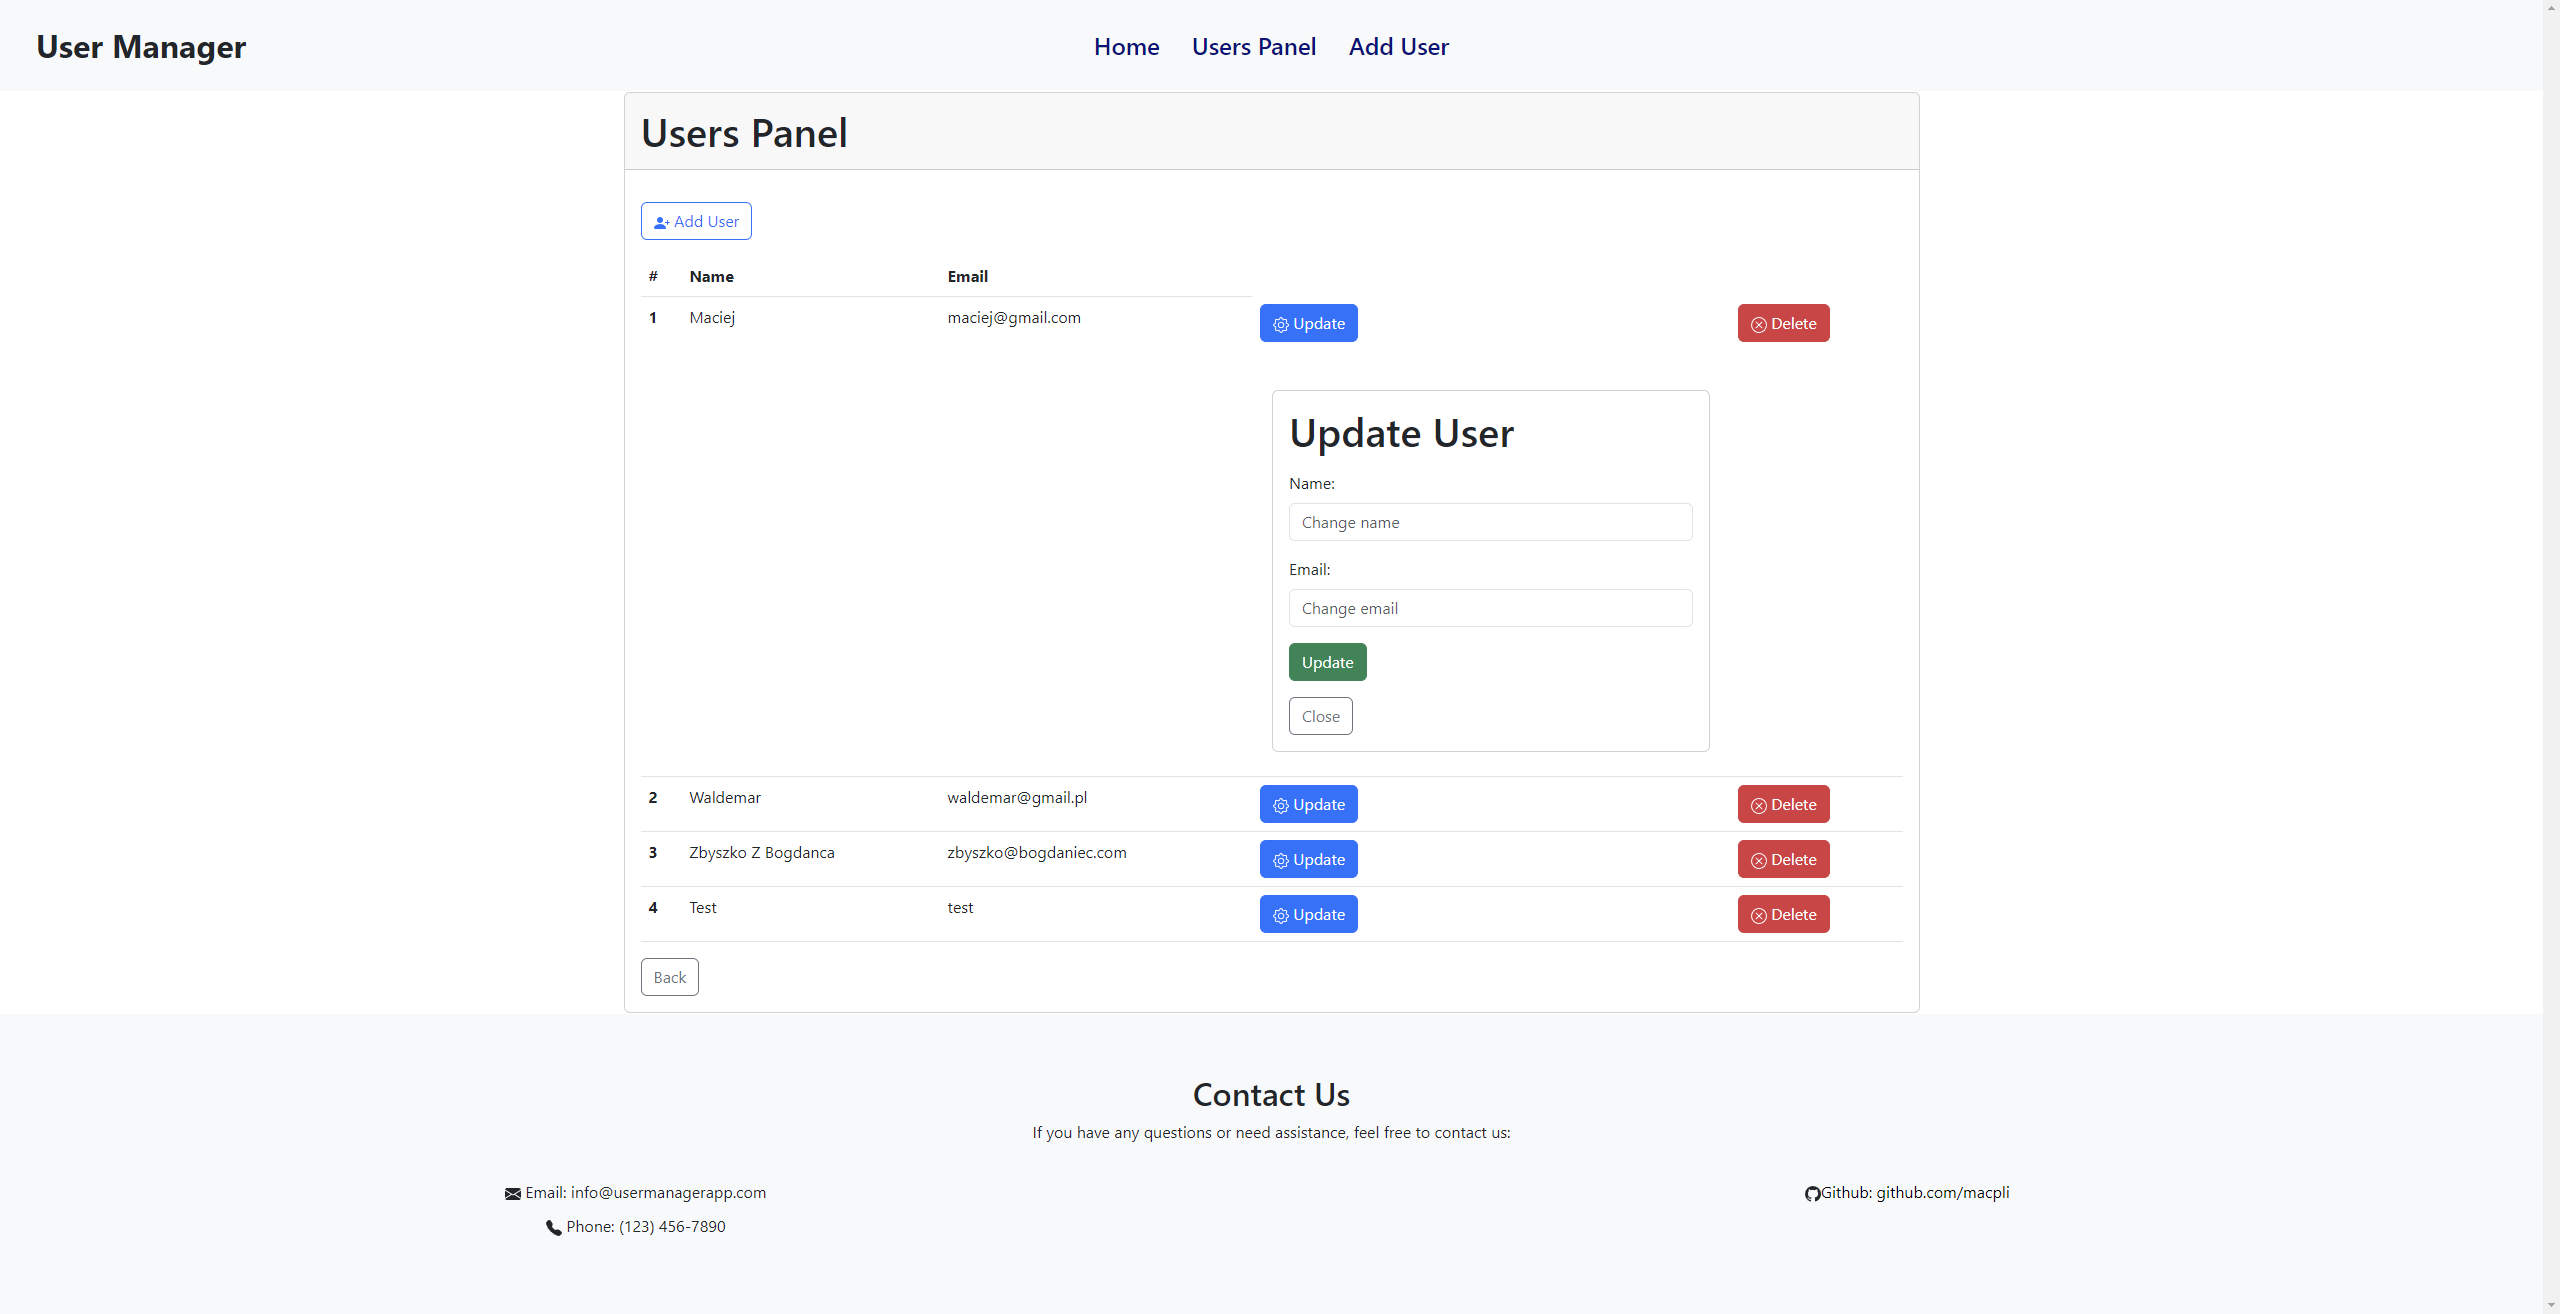 User Manager
Home Users Panel Add User
Users Panel
Add User
# Name Email
1 Maciej maciej@gmail.com Update Delete
Update User
Name:
Change name
Email:
Change email
Update
Close
2 Waldemar waldemar@gmail.pl Update Delete
3 Zbyszko Z Bogdanca zbyszko@bogdaniec.com Update Delete
4 Test test Update Delete
Back
Contact Us
If you have any questions or need assistance, feel free to contact us:
Email: info@usermanagerapp.com Github: github.com/macpli
Phone: (123) 456-7890